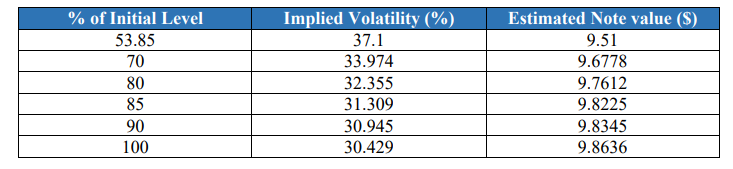 % of Initial Level Implied Volatility (%) Estimated Note value ($)
53.85 37.1 9.51
70 33.974 9.6778
80 32.355 9.7612
85 31.309 9.8225
90 30.945 9.8345
100 30.429 9.8636